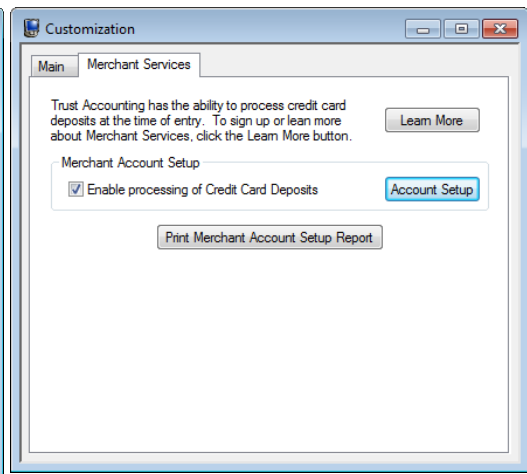 Customization
Main
Merchant Services
Trust Accounting has the ability to process credit card
deposits at the time of entry. To sign up or lean more
about Merchant Services, click the Learn More button.
Learn More
Merchant Account Setup
Enable processing of Credit Card Deposits
Account Setup
Print Merchant Account Setup Report